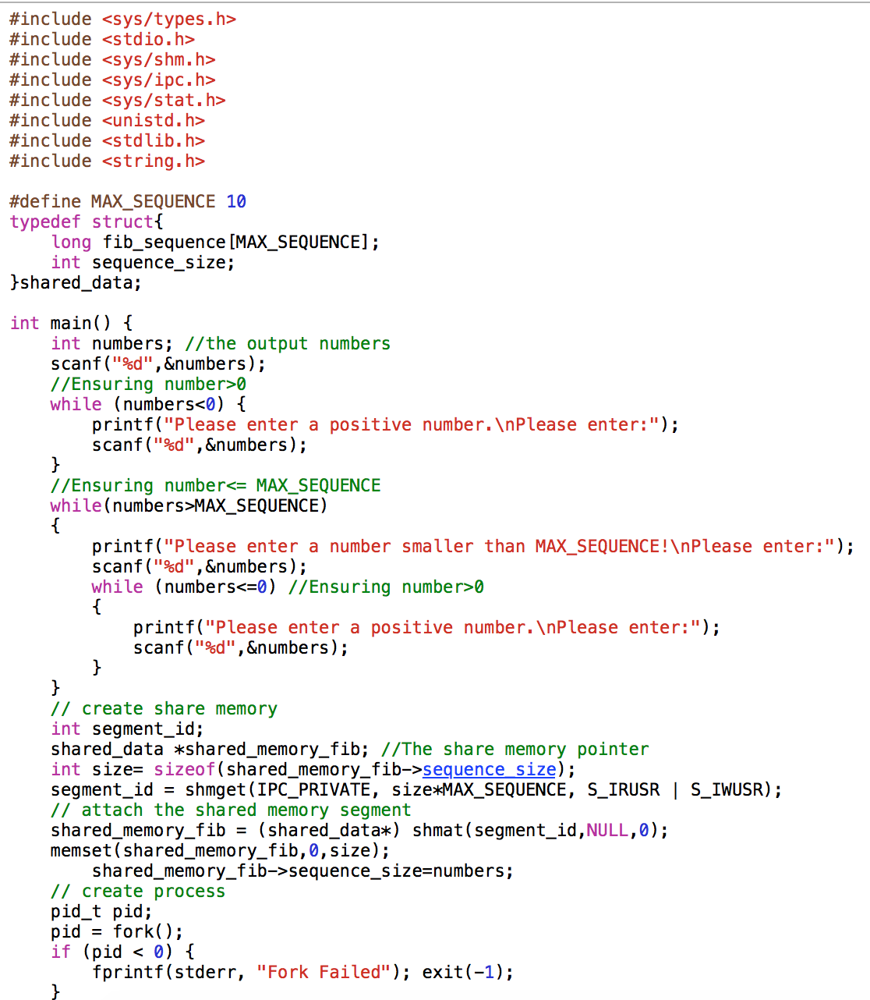 #include <sys/types.h>
#include <stdio.h>
#include <sys/shm.h>
#include <sys/ipc.h>
#include <sys/stat.h>
#include <unistd.h>
#include <stdlib.h>
#include <string.h>

#define MAX_SEQUENCE 10
typedef struct{
    long fib_sequence[MAX_SEQUENCE];
    int sequence_size;
}shared_data;

int main() {
    int numbers; //the output numbers
    scanf("%d",&numbers);
    //Ensuring number>0
    while (numbers<0) {
        printf("Please enter a positive number.\nPlease enter:");
        scanf("%d",&numbers);
    }
    //Ensuring number<= MAX_SEQUENCE
    while(numbers>MAX_SEQUENCE)
    {
        printf("Please enter a number smaller than MAX_SEQUENCE!\nPlease enter:");
        scanf("%d",&numbers);
        while (numbers<=0) //Ensuring number>0
        {
            printf("Please enter a positive number.\nPlease enter:");
            scanf("%d",&numbers);
        }
    }
    // create share memory
    int segment_id;
    shared_data *shared_memory_fib; //The share memory pointer
    int size= sizeof(shared_memory_fib->sequence_size);
    segment_id = shmget(IPC_PRIVATE, size*MAX_SEQUENCE, S_IRUSR | S_IWUSR);
    // attach the shared memory segment
    shared_memory_fib = (shared_data*) shmat(segment_id,NULL,0);
    memset(shared_memory_fib,0,size);
        shared_memory_fib->sequence_size=numbers;
    // create process
    pid_t pid;
    pid = fork();
    if (pid < 0) {
        fprintf(stderr, "Fork Failed"); exit(-1);
    }